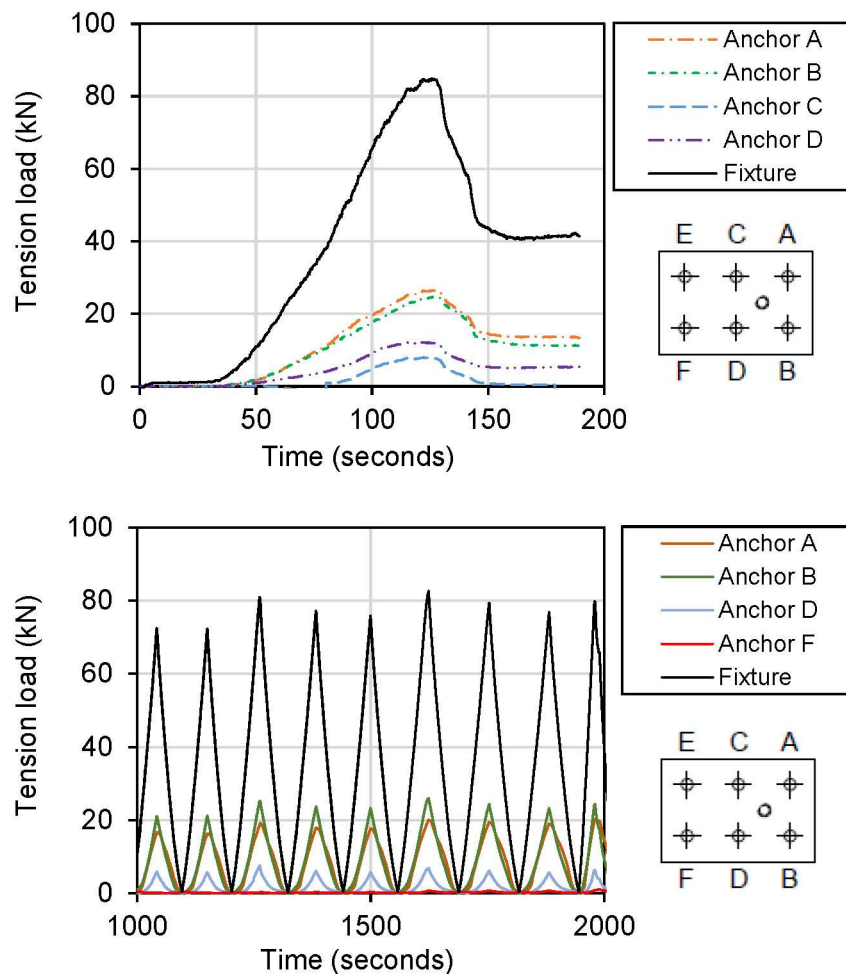 100
80
60
40
20
0
Tension load (kN)
0 50 100 150 200
Time (seconds)
Anchor A
Anchor B
Anchor C
Anchor D
Fixture
E C A
F D B
100
80
60
40
20
0
Tension load (kN)
1000 1500 2000
Time (seconds)
Anchor A
Anchor B
Anchor D
Anchor F
Fixture
E C A
F D B